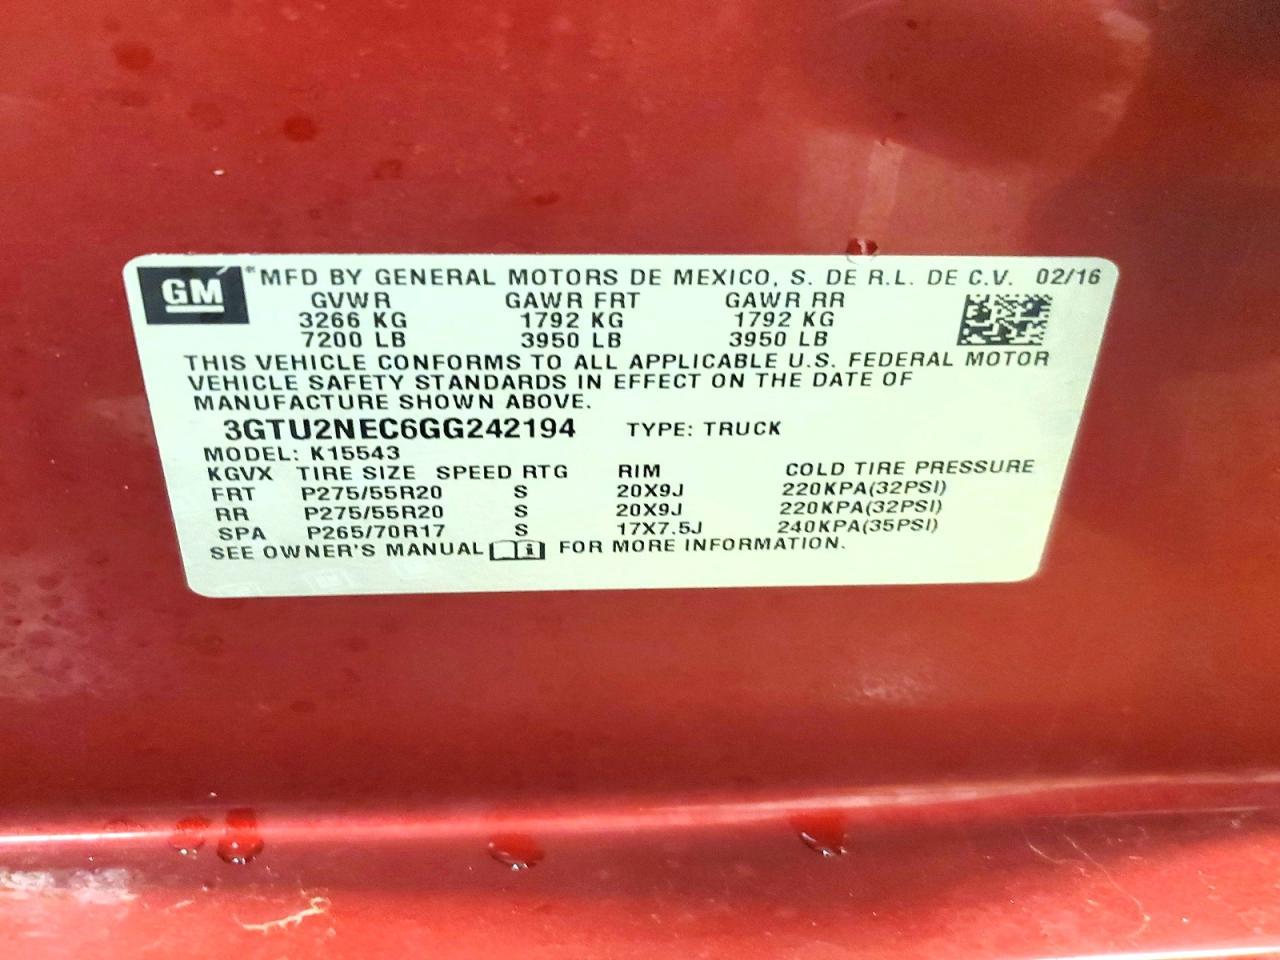 GM ® MFD BY GENERAL MOTORS DE MEXICO, S. DE R.L. DE C.V. 02/16
GVWR GAWR FRT GAWR RR
3266 KG 1792 KG 1792 KG
7200 LB 3950 LB 3950 LB
THIS VEHICLE CONFORMS TO ALL APPLICABLE U.S. FEDERAL MOTOR
VEHICLE SAFETY STANDARDS IN EFFECT ON THE DATE OF
MANUFACTURE SHOWN ABOVE.
3GTU2NEC6GG242194 TYPE: TRUCK
MODEL: K15543
KGVX TIRE SIZE SPEED RTG RIM COLD TIRE PRESSURE
FRT P275/55R20 S 20X9J 220KPA(32PSI)
RR P275/55R20 S 20X9J 220KPA(32PSI)
SPA P265/70R17 S 17X7.5J 240KPA(35PSI)
SEE OWNER'S MANUAL i FOR MORE INFORMATION.